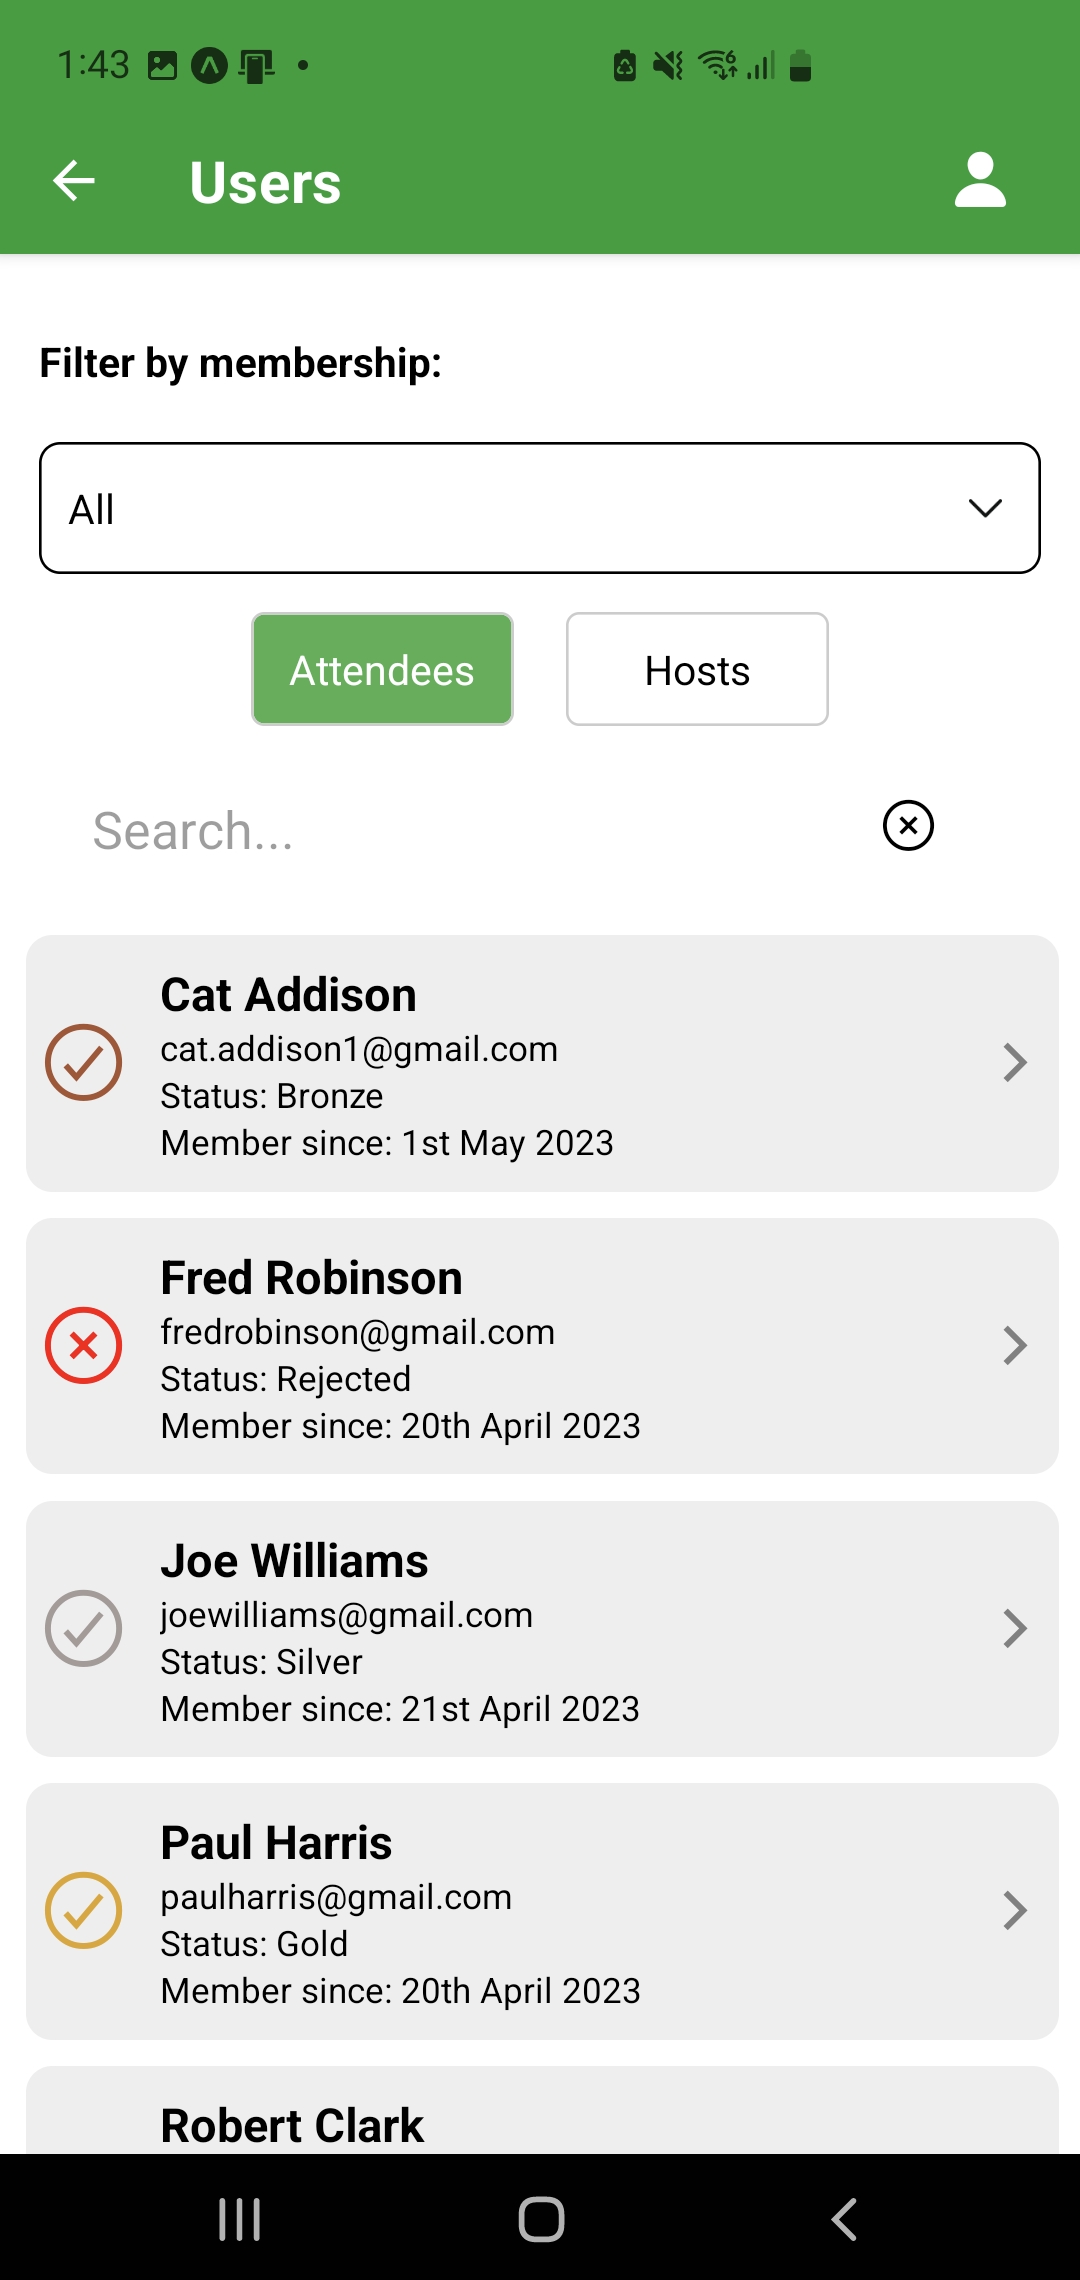 1:43
Users
Filter by membership:
All
Attendees
Hosts
Search...
Cat Addison
cat.addison1@gmail.com
Status: Bronze
Member since: 1st May 2023
Fred Robinson
fredrobinson@gmail.com
Status: Rejected
Member since: 20th April 2023
Joe Williams
joewilliams@gmail.com
Status: Silver
Member since: 21st April 2023
Paul Harris
paulharris@gmail.com
Status: Gold
Member since: 20th April 2023
Robert Clark